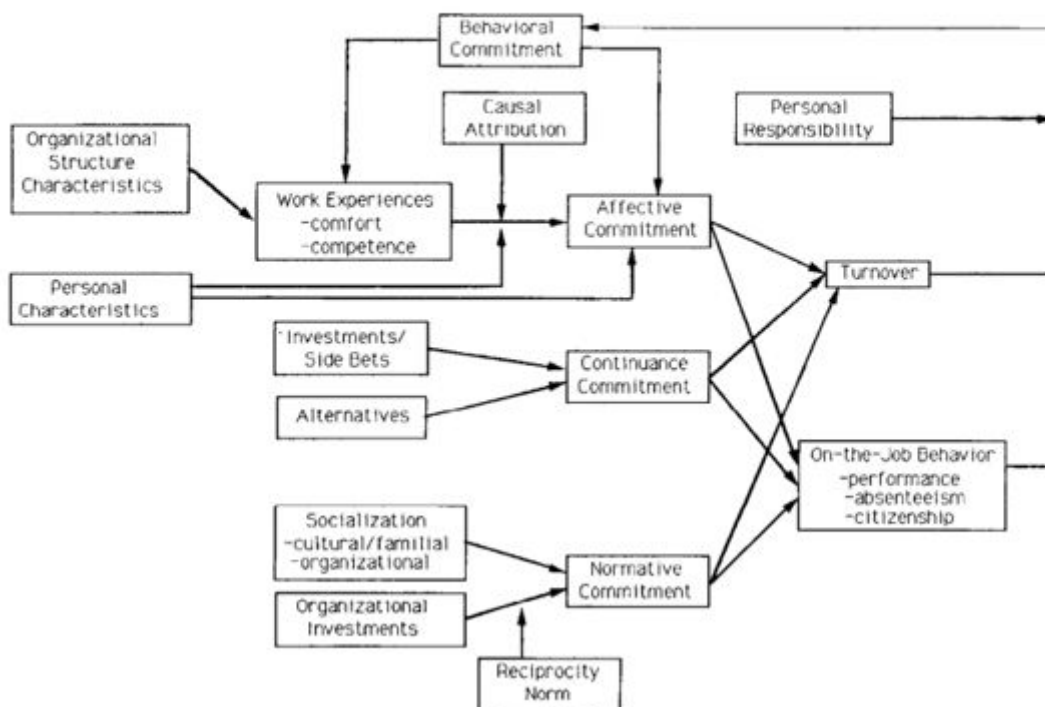 Behavioral
Commitment
Causal
Attribution
Personal
Responsibility
Organizational
Structure
Characteristics
Work Experiences
-comfort
-competence
Affective
Commitment
Personal
Characteristics
Turnover
Investments/
Side Bets
Continuance
Commitment
Alternatives
On-the-Job Behavior
-performance
-absenteeism
-citizenship
Socialization
-cultural/familial
-organizational
Normative
Commitment
Organizational
Investments
Reciprocity
Norm